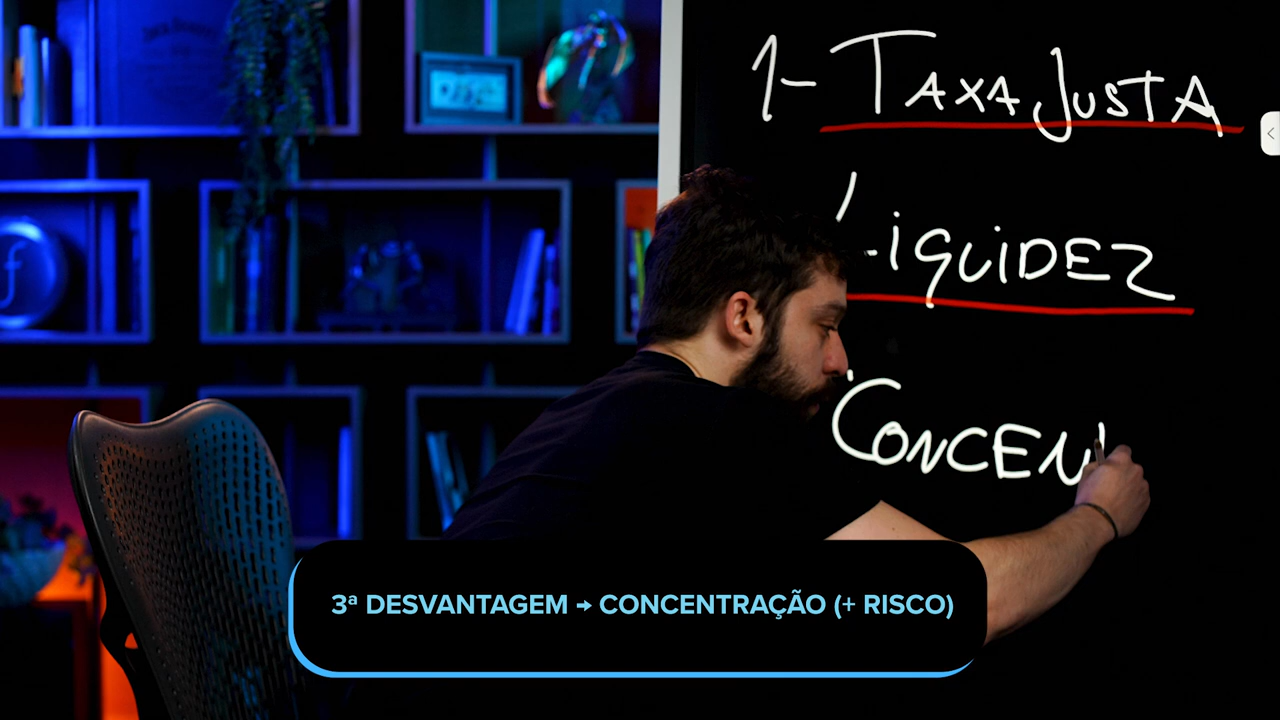 1- TAXA JUSTA
LIQUIDEZ
CONCEN
3ª DESVANTAGEM → CONCENTRAÇÃO (+ RISCO)